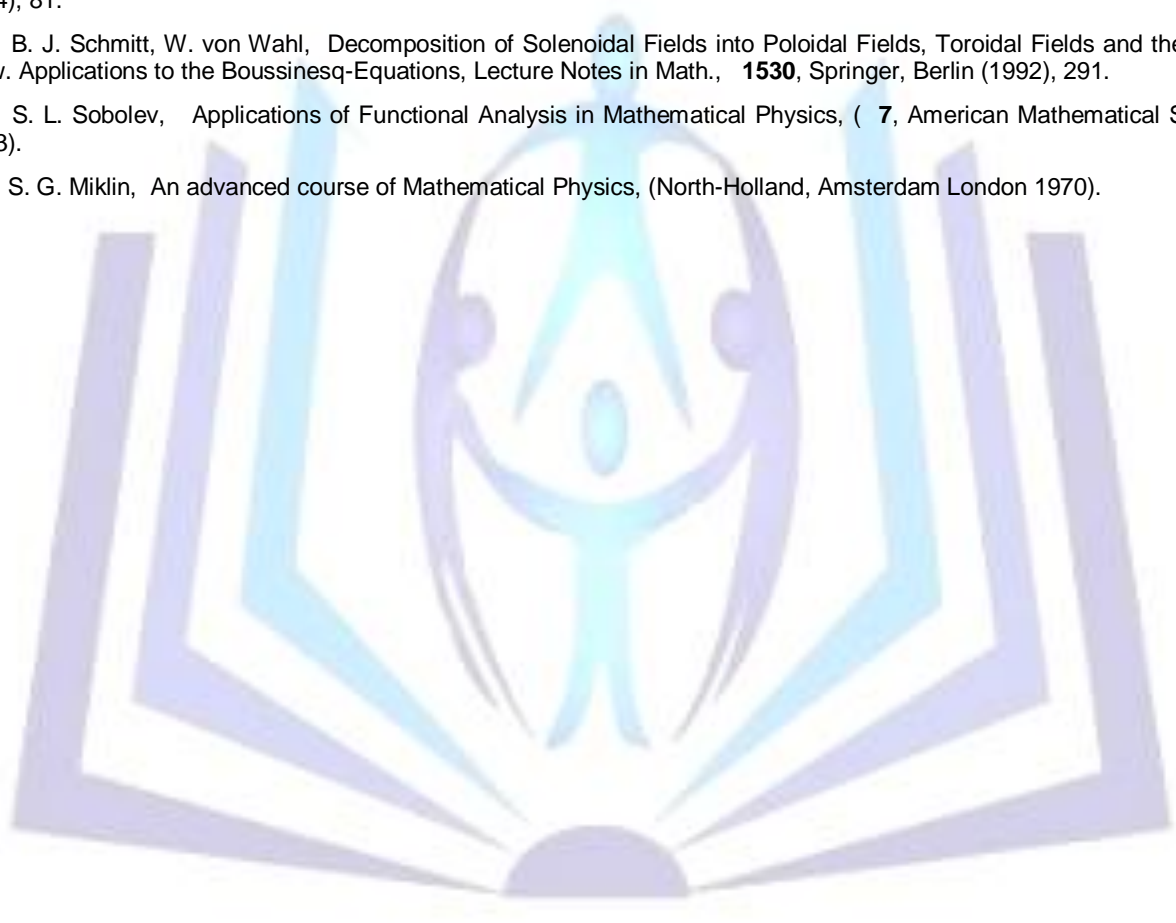 4), 81.
B. J. Schmitt, W. von Wahl, Decomposition of Solenoidal Fields into Poloidal Fields, Toroidal Fields and the
w. Applications to the Boussinesq-Equations, Lecture Notes in Math., 1530, Springer, Berlin (1992), 291.
S. L. Sobolev, Applications of Functional Analysis in Mathematical Physics, ( 7, American Mathematical S
3).
S. G. Miklin, An advanced course of Mathematical Physics, (North-Holland, Amsterdam London 1970).